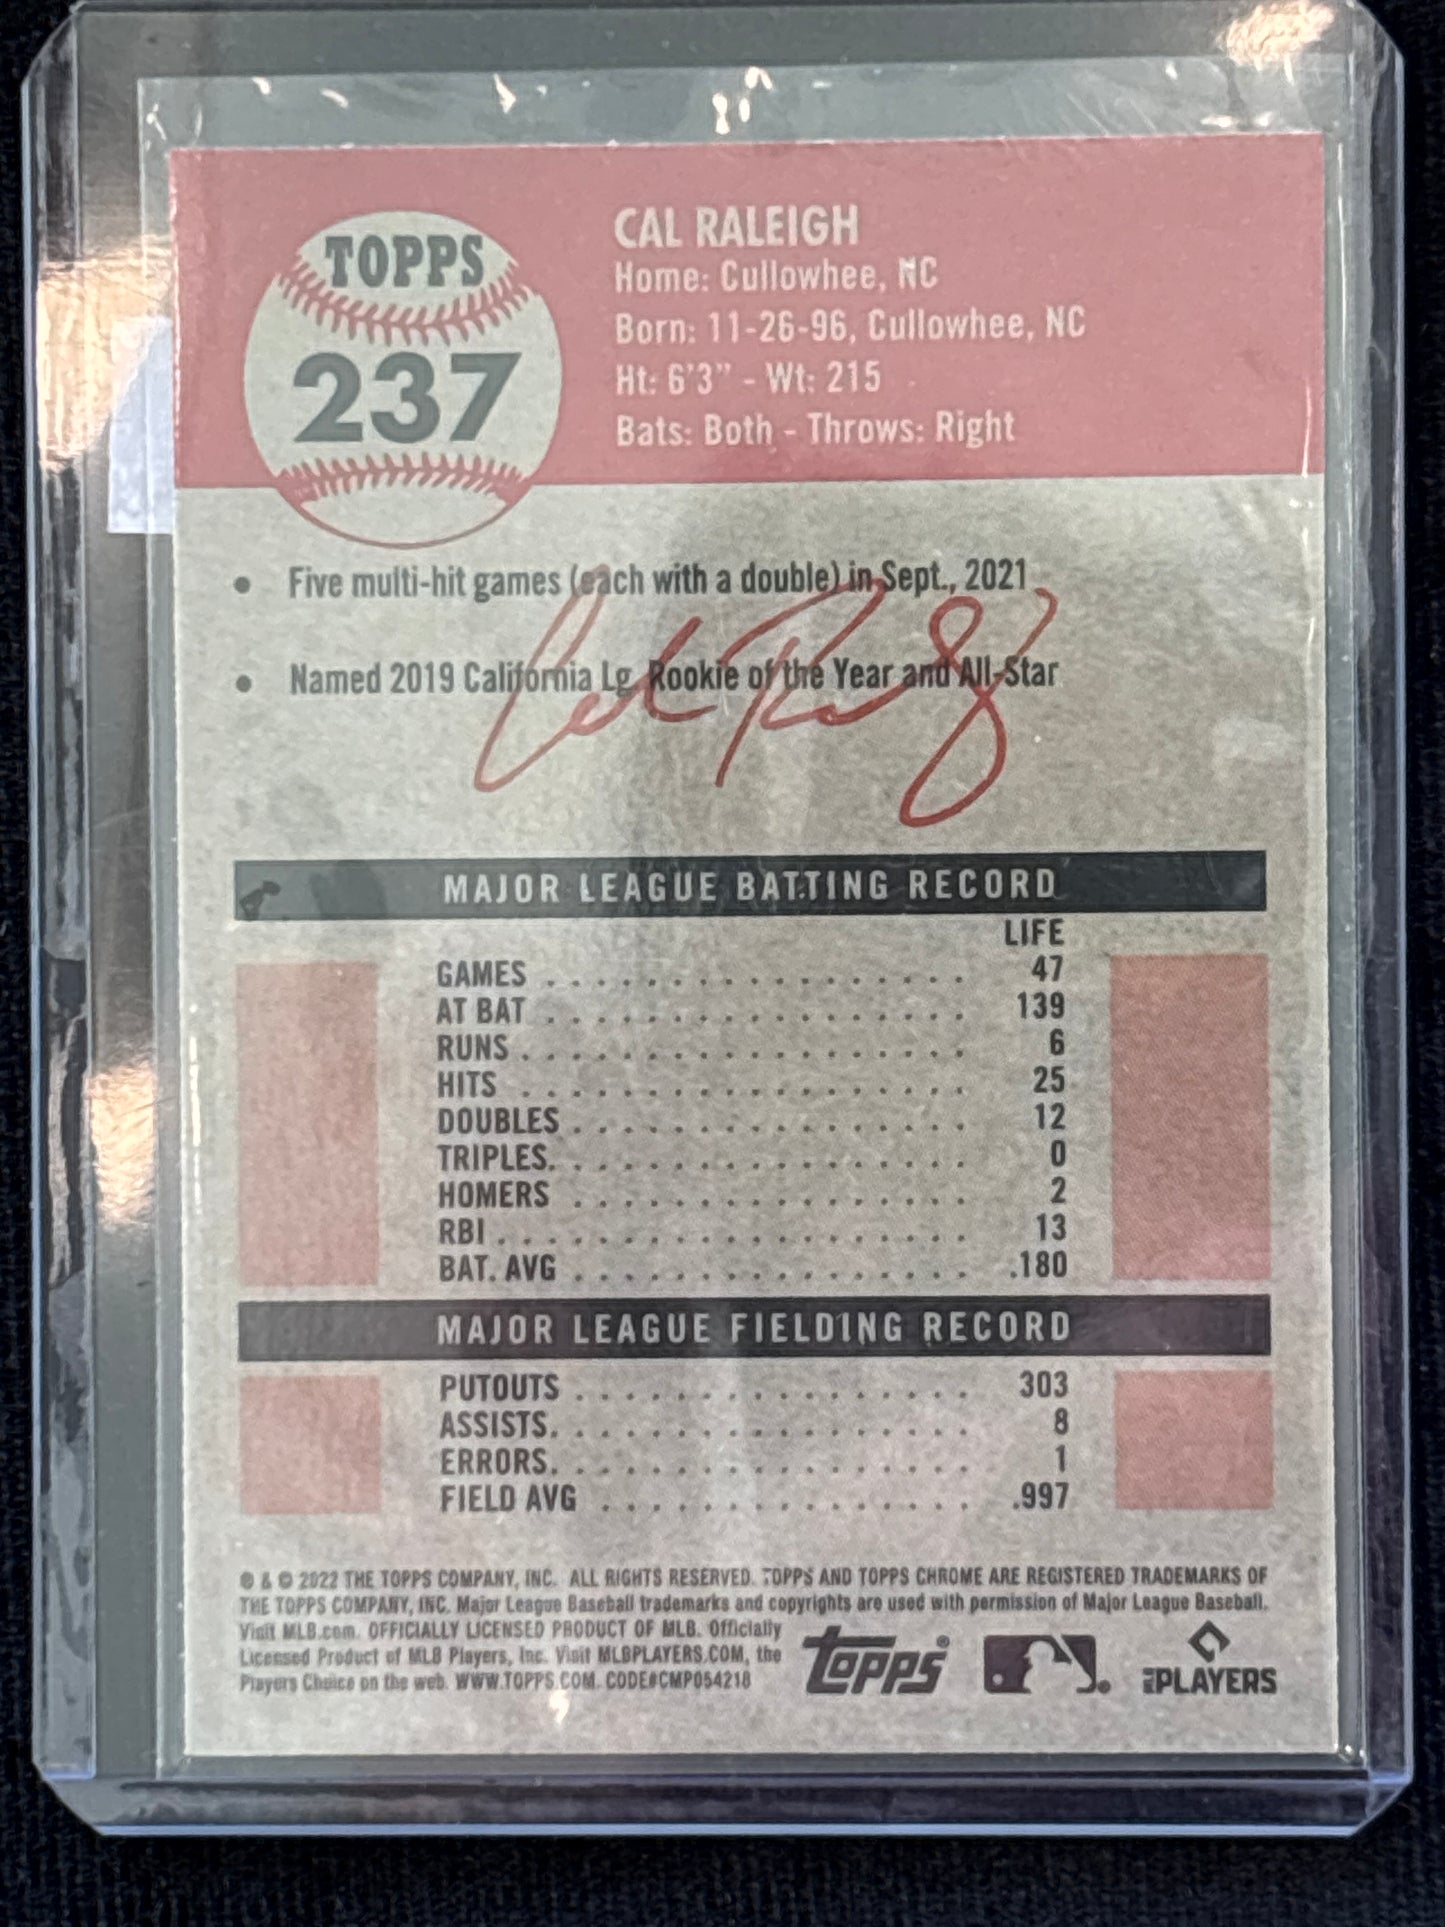 TOPPS
237
CAL RALEIGH
Home: Cullowhee, NC
Born: 11-26-96, Cullowhee, NC
Ht: 6'3" - Wt: 215
Bats: Both - Throws: Right
• Five multi-hit games (each with a double) in Sept., 2021
• Named 2019 California Lg. Rookie of the Year and All-Star
Cal Raleigh
MAJOR LEAGUE BATTING RECORD
LIFE
GAMES . . . . . . . . . . . . . . . . . 47
AT BAT . . . . . . . . . . . . . . . . . 139
RUNS . . . . . . . . . . . . . . . . . . 6
HITS . . . . . . . . . . . . . . . . . . 25
DOUBLES . . . . . . . . . . . . . . . . 12
TRIPLES. . . . . . . . . . . . . . . . . 0
HOMERS . . . . . . . . . . . . . . . . 2
RBI . . . . . . . . . . . . . . . . . . . 13
BAT. AVG . . . . . . . . . . . . . . . . .180
MAJOR LEAGUE FIELDING RECORD
PUTOUTS . . . . . . . . . . . . . . . . 303
ASSISTS. . . . . . . . . . . . . . . . . 8
ERRORS. . . . . . . . . . . . . . . . . 1
FIELD AVG . . . . . . . . . . . . . . . .997
® & © 2022 THE TOPPS COMPANY, INC. ALL RIGHTS RESERVED. TOPPS AND TOPPS CHROME ARE REGISTERED TRADEMARKS OF
THE TOPPS COMPANY, INC. Major League Baseball trademarks and copyrights are used with permission of Major League Baseball.
Visit MLB.com. OFFICIALLY LICENSED PRODUCT OF MLB. Officially
Licensed Product of MLB Players, Inc. Visit MLBPLAYERS.COM, the
Players Choice on the web. WWW.TOPPS.COM. CODE#CMP054218
topps®
MLB PLAYERS